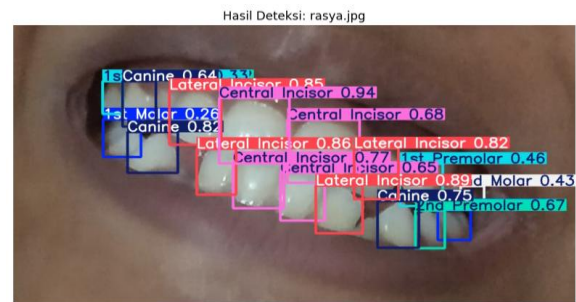 Hasil Deteksi: rasya.jpg
1s
Canine 0.64
0.33
Lateral Incisor 0.85
Central Incisor 0.94
1st Molar 0.26
Central Incisor 0.68
Canine 0.82
Lateral Incisor 0.86
Lateral Incisor 0.82
Central Incisor 0.77
1st Premolar 0.46
Central Incisor 0.65
Lateral Incisor 0.89
d Molar 0.43
Canine 0.75
2nd Premolar 0.67